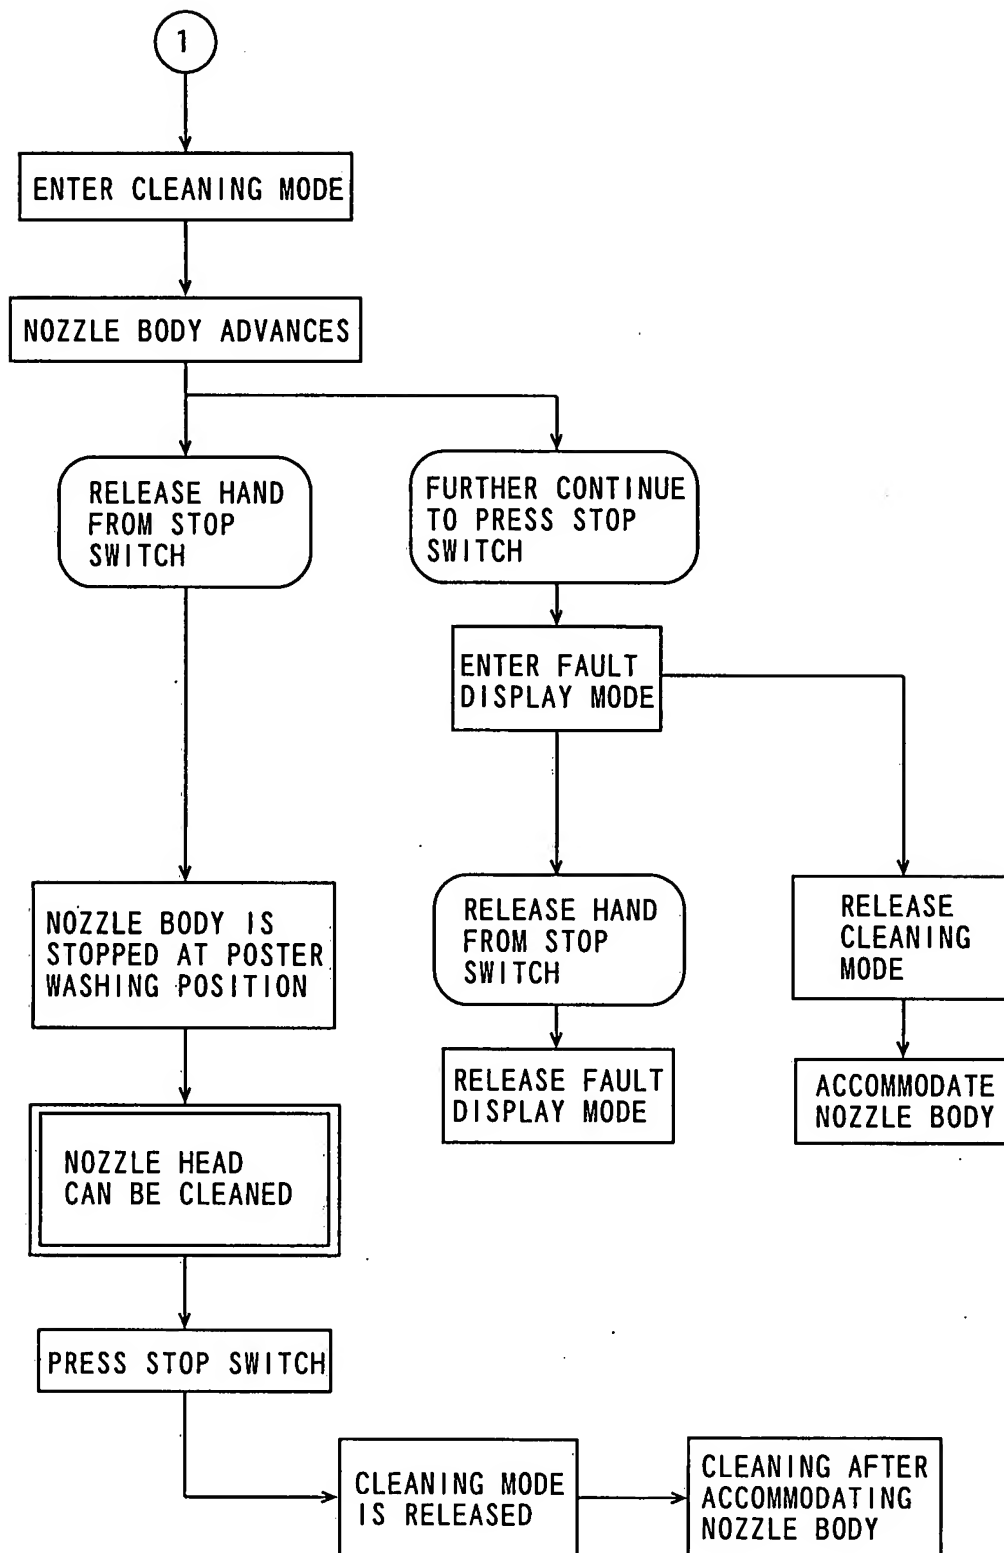 1
ENTER CLEANING MODE
NOZZLE BODY ADVANCES
RELEASE HAND
FROM STOP
SWITCH
FURTHER CONTINUE
TO PRESS STOP
SWITCH
ENTER FAULT
DISPLAY MODE
NOZZLE BODY IS
STOPPED AT POSTER
WASHING POSITION
RELEASE HAND
FROM STOP
SWITCH
RELEASE
CLEANING
MODE
RELEASE FAULT
DISPLAY MODE
ACCOMMODATE
NOZZLE BODY
NOZZLE HEAD
CAN BE CLEANED
PRESS STOP SWITCH
CLEANING MODE
IS RELEASED
CLEANING AFTER
ACCOMMODATING
NOZZLE BODY